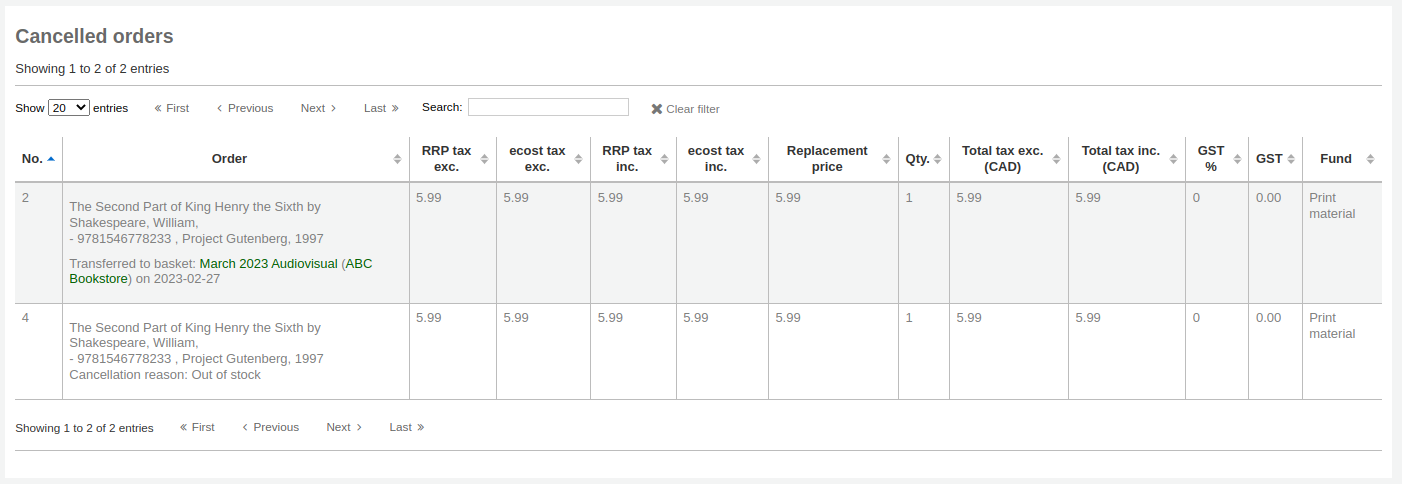 Cancelled orders
Showing 1 to 2 of 2 entries
Show 20 entries « First ‹ Previous Next › Last » Search: ✖ Clear filter
No. Order RRP tax exc. ecost tax exc. RRP tax inc. ecost tax inc. Replacement price Qty. Total tax exc. (CAD) Total tax inc. (CAD) GST % GST Fund
2
The Second Part of King Henry the Sixth by
Shakespeare, William,
- 9781546778233 , Project Gutenberg, 1997
Transferred to basket: March 2023 Audiovisual (ABC
Bookstore) on 2023-02-27
5.99 5.99 5.99 5.99 5.99 1 5.99 5.99 0 0.00 Print
material
4
The Second Part of King Henry the Sixth by
Shakespeare, William,
- 9781546778233 , Project Gutenberg, 1997
Cancellation reason: Out of stock
5.99 5.99 5.99 5.99 5.99 1 5.99 5.99 0 0.00 Print
material
Showing 1 to 2 of 2 entries « First ‹ Previous Next › Last »